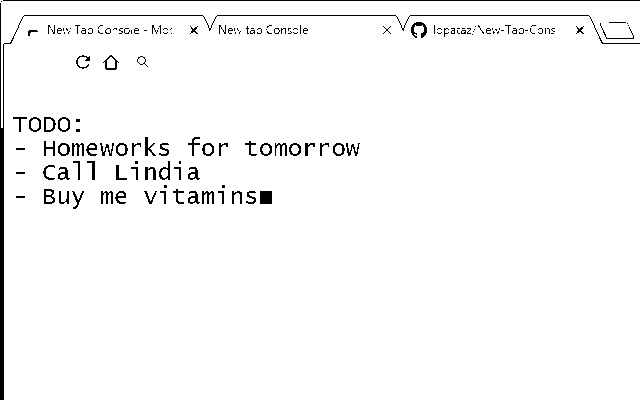 New Tab Console - Mo
New tab Console
lopataz/New-Tab-Cons
TODO:
- Homeworks for tomorrow
- Call Lindia
- Buy me vitamins